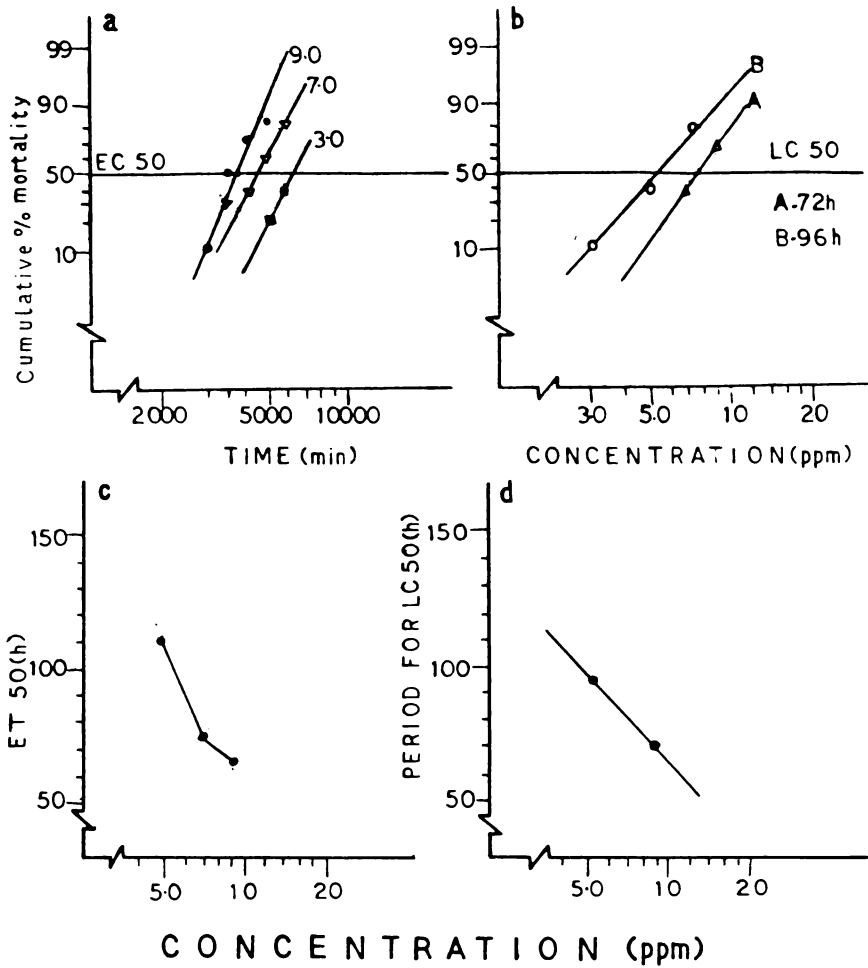 a
99
90
50
10
Cumulative % mortality
EC 50
9.0
7.0
3.0
2000 5000 10000
TIME (min)
b
99
90
50
10
LC 50
A-72h
B-96h
B
A
3.0 5.0 10 20
CONCENTRATION (ppm)
c
150
100
50
ET 50(h)
5.0 10 20
d
150
100
50
PERIOD FOR LC50(h)
5.0 10 20
CONCENTRATION (ppm)